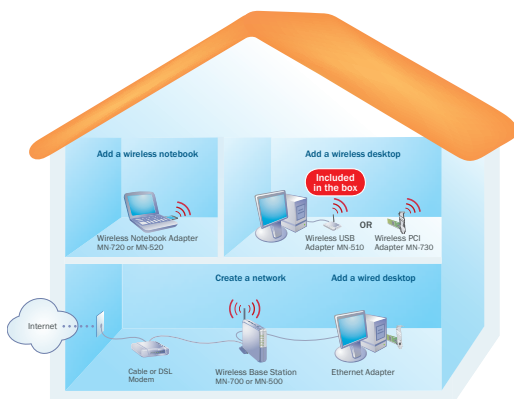 Add a wireless notebook
Add a wireless desktop
Included
in the box
OR
Wireless Notebook Adapter
MN-720 or MN-520
Wireless USB
Adapter MN-510
Wireless PCI
Adapter MN-730
Create a network
Add a wired desktop
Internet
Cable or DSL
Modem
Wireless Base Station
MN-700 or MN-500
Ethernet Adapter